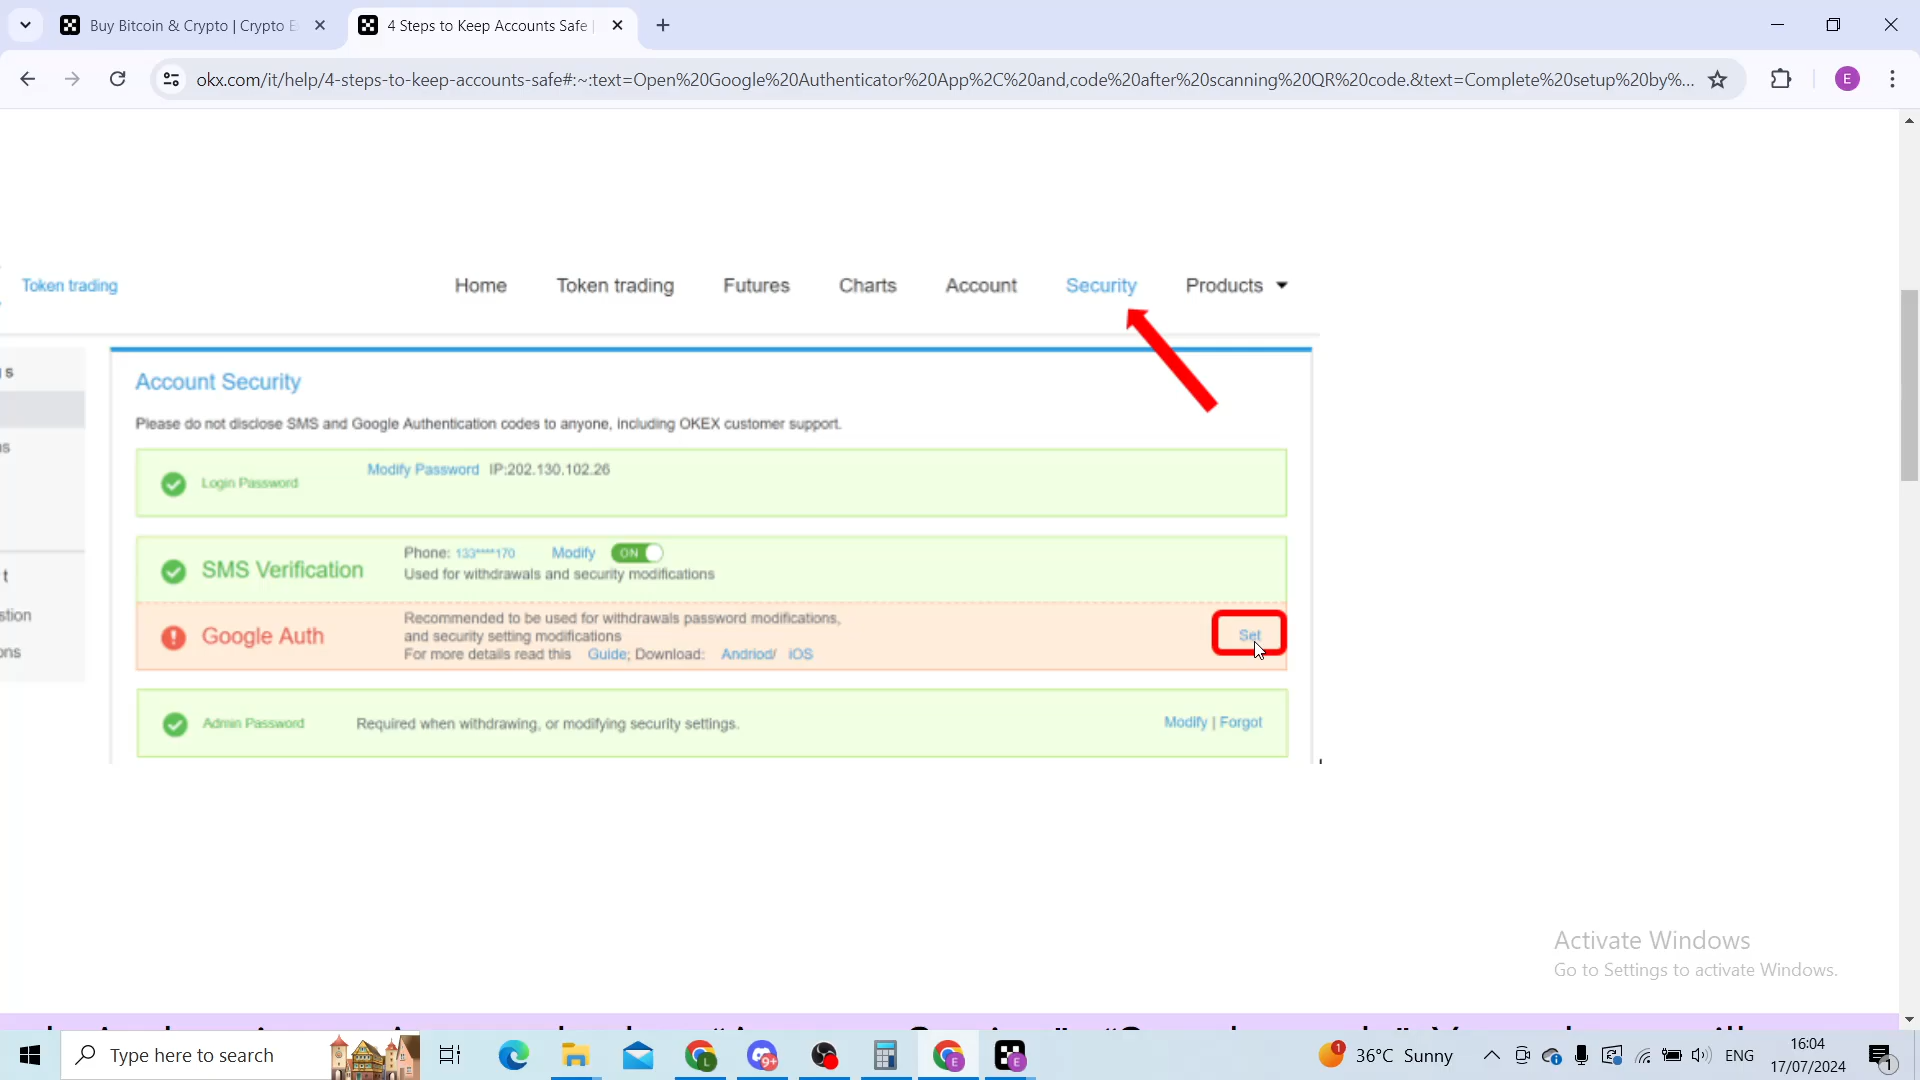 Buy Bitcoin & Crypto | Crypto E
4 Steps to Keep Accounts Safe |
okx.com/it/help/4-steps-to-keep-accounts-safe#:~:text=Open%20Google%20Authenticator%20App%2C%20and,code%20after%20scanning%20QR%20code.&text=Complete%20setup%20by%...
E
Token trading
Home
Token trading
Futures
Charts
Account
Security
Products
s
Account Security
Please do not disclose SMS and Google Authentication codes to anyone, including OKEX customer support.
Login Password
Modify Password IP:202.130.102.26
SMS Verification
Phone: 133****170 Modify ON
Used for withdrawals and security modifications
t
stion
ons
Google Auth
Recommended to be used for withdrawals password modifications,
and security setting modifications
For more details read this Guide; Download: Andriod/ iOS
Set
Admin Password
Required when withdrawing, or modifying security settings.
Modify | Forgot
Activate Windows
Go to Settings to activate Windows.
Type here to search
L
9+
E
E
1
36°C Sunny
ENG
16:04
17/07/2024
1